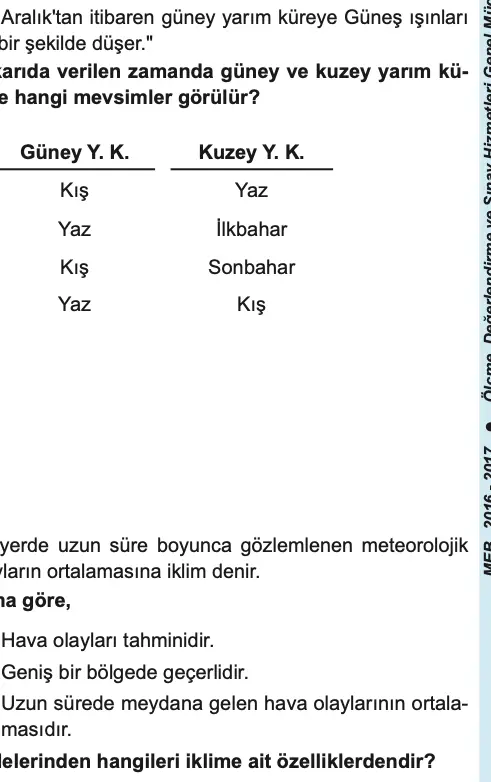 Aralık'tan itibaren güney yarım küreye Güneş ışınları
bir şekilde düşer."
karıda verilen zamanda güney ve kuzey yarım kü-
e hangi mevsimler görülür?
Güney Y. K. Kuzey Y. K.
Kış Yaz
Yaz İlkbahar
Kış Sonbahar
Yaz Kış
yerde uzun süre boyunca gözlemlenen meteorolojik
yların ortalamasına iklim denir.
na göre,
Hava olayları tahminidir.
Geniş bir bölgede geçerlidir.
Uzun sürede meydana gelen hava olaylarının ortala-
masıdır.
delerinden hangileri iklime ait özelliklerdendir?
MEB 2016 - 2017 ● Ölçme, Değerlendirme ve Sınav Hizmetleri Genel Mür